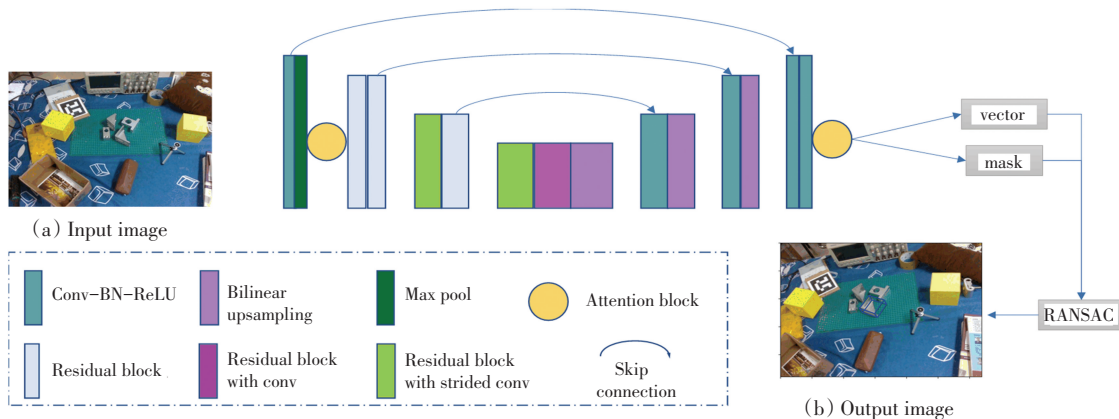 vector
mask
(a) Input image
RANSAC
Conv-BN-ReLU
Bilinear
upsampling
Max pool
Attention block
Residual block
Residual block
with conv
Residual block
with strided conv
Skip
connection
(b) Output image